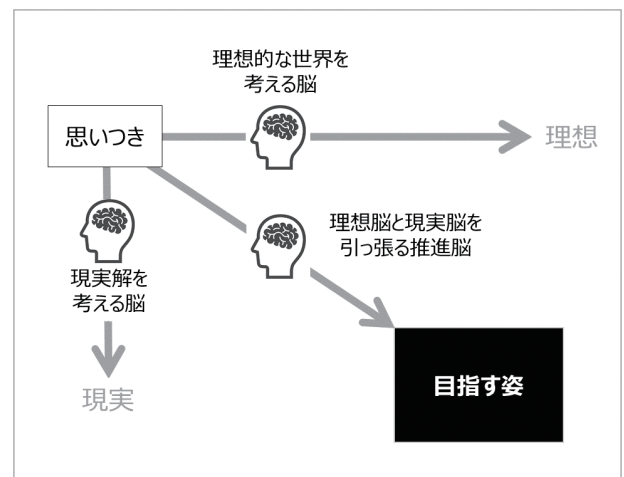 理想的な世界を
考える脳
思いつき
理想
理想脳と現実脳を
引っ張る推進脳
現実解を
考える脳
目指す姿
現実